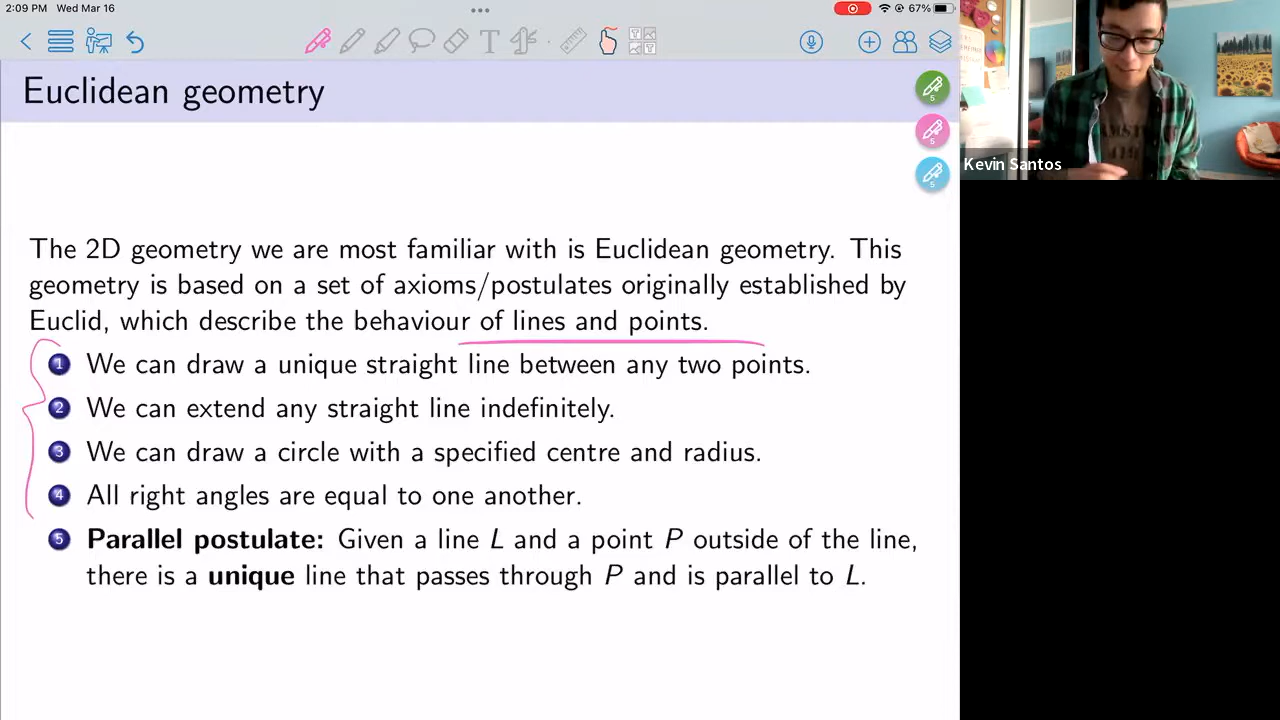 2:09 PM Wed Mar 16
67%
Euclidean geometry
5
5
5
Kevin Santos
The 2D geometry we are most familiar with is Euclidean geometry. This
geometry is based on a set of axioms/postulates originally established by
Euclid, which describe the behaviour of lines and points.
1 We can draw a unique straight line between any two points.
2 We can extend any straight line indefinitely.
3 We can draw a circle with a specified centre and radius.
4 All right angles are equal to one another.
5 Parallel postulate: Given a line L and a point P outside of the line,
there is a unique line that passes through P and is parallel to L.